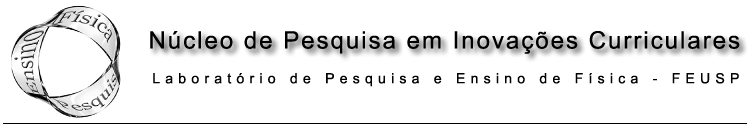 Ensino
Física
Pesquisa
Núcleo de Pesquisa em Inovações Curriculares
Laboratório de Pesquisa e Ensino de Física - FEUSP